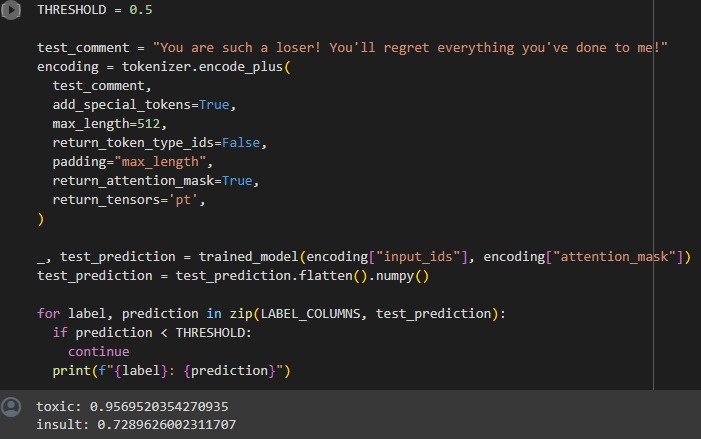 THRESHOLD = 0.5
test_comment = "You are such a loser! You'll regret everything you've done to me!"
encoding = tokenizer.encode_plus(
  test_comment,
  add_special_tokens=True,
  max_length=512,
  return_token_type_ids=False,
  padding="max_length",
  return_attention_mask=True,
  return_tensors='pt',
)
_, test_prediction = trained_model(encoding["input_ids"], encoding["attention_mask"])
test_prediction = test_prediction.flatten().numpy()
for label, prediction in zip(LABEL_COLUMNS, test_prediction):
  if prediction < THRESHOLD:
    continue
  print(f"{label}: {prediction}")
toxic: 0.9569520354270935
insult: 0.7289626002311707